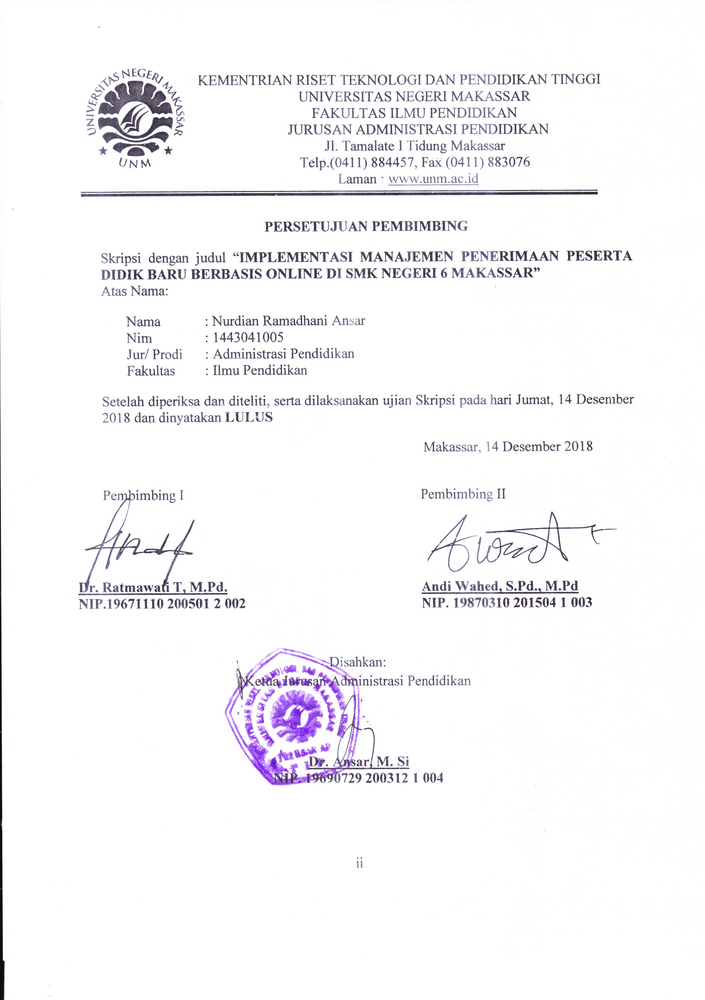 UNIVERSITAS NEGERI MAKASSAR
UNM
KEMENTRIAN RISET TEKNOLOGI DAN PENDIDIKAN TINGGI
UNIVERSITAS NEGERI MAKASSAR
FAKULTAS ILMU PENDIDIKAN
JURUSAN ADMINISTRASI PENDIDIKAN
Jl. Tamalate I Tidung Makassar
Telp.(0411) 884457, Fax (0411) 883076
Laman : www.unm.ac.id
PERSETUJUAN PEMBIMBING
Skripsi dengan judul “IMPLEMENTASI MANAJEMEN PENERIMAAN PESERTA
DIDIK BARU BERBASIS ONLINE DI SMK NEGERI 6 MAKASSAR”
Atas Nama:
Nama : Nurdian Ramadhani Ansar
Nim : 1443041005
Jur/ Prodi : Administrasi Pendidikan
Fakultas : Ilmu Pendidikan
Setelah diperiksa dan diteliti, serta dilaksanakan ujian Skripsi pada hari Jumat, 14 Desember
2018 dan dinyatakan LULUS
Makassar, 14 Desember 2018
Pembimbing I Pembimbing II
Dr. Ratmawati T, M.Pd. Andi Wahed, S.Pd., M.Pd
NIP.19671110 200501 2 002 NIP. 19870310 201504 1 003
Disahkan:
Ketua Jurusan Administrasi Pendidikan
UNIVERSITAS NEGERI MAKASSAR
Dr. Ansar, M. Si
NIP. 19690729 200312 1 004
ii